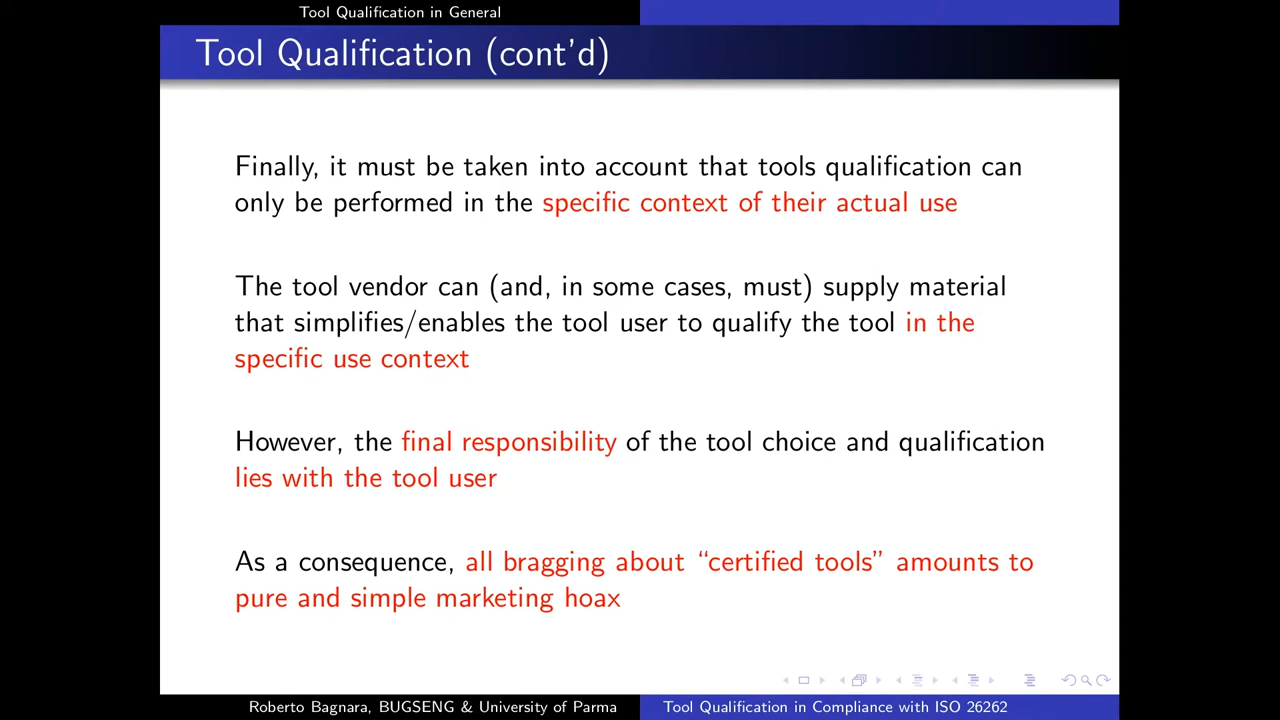 Tool Qualification in General
Tool Qualification (cont'd)
Finally, it must be taken into account that tools qualification can
only be performed in the specific context of their actual use
The tool vendor can (and, in some cases, must) supply material
that simplifies/enables the tool user to qualify the tool in the
specific use context
However, the final responsibility of the tool choice and qualification
lies with the tool user
As a consequence, all bragging about “certified tools” amounts to
pure and simple marketing hoax
Roberto Bagnara, BUGSENG & University of Parma
Tool Qualification in Compliance with ISO 26262